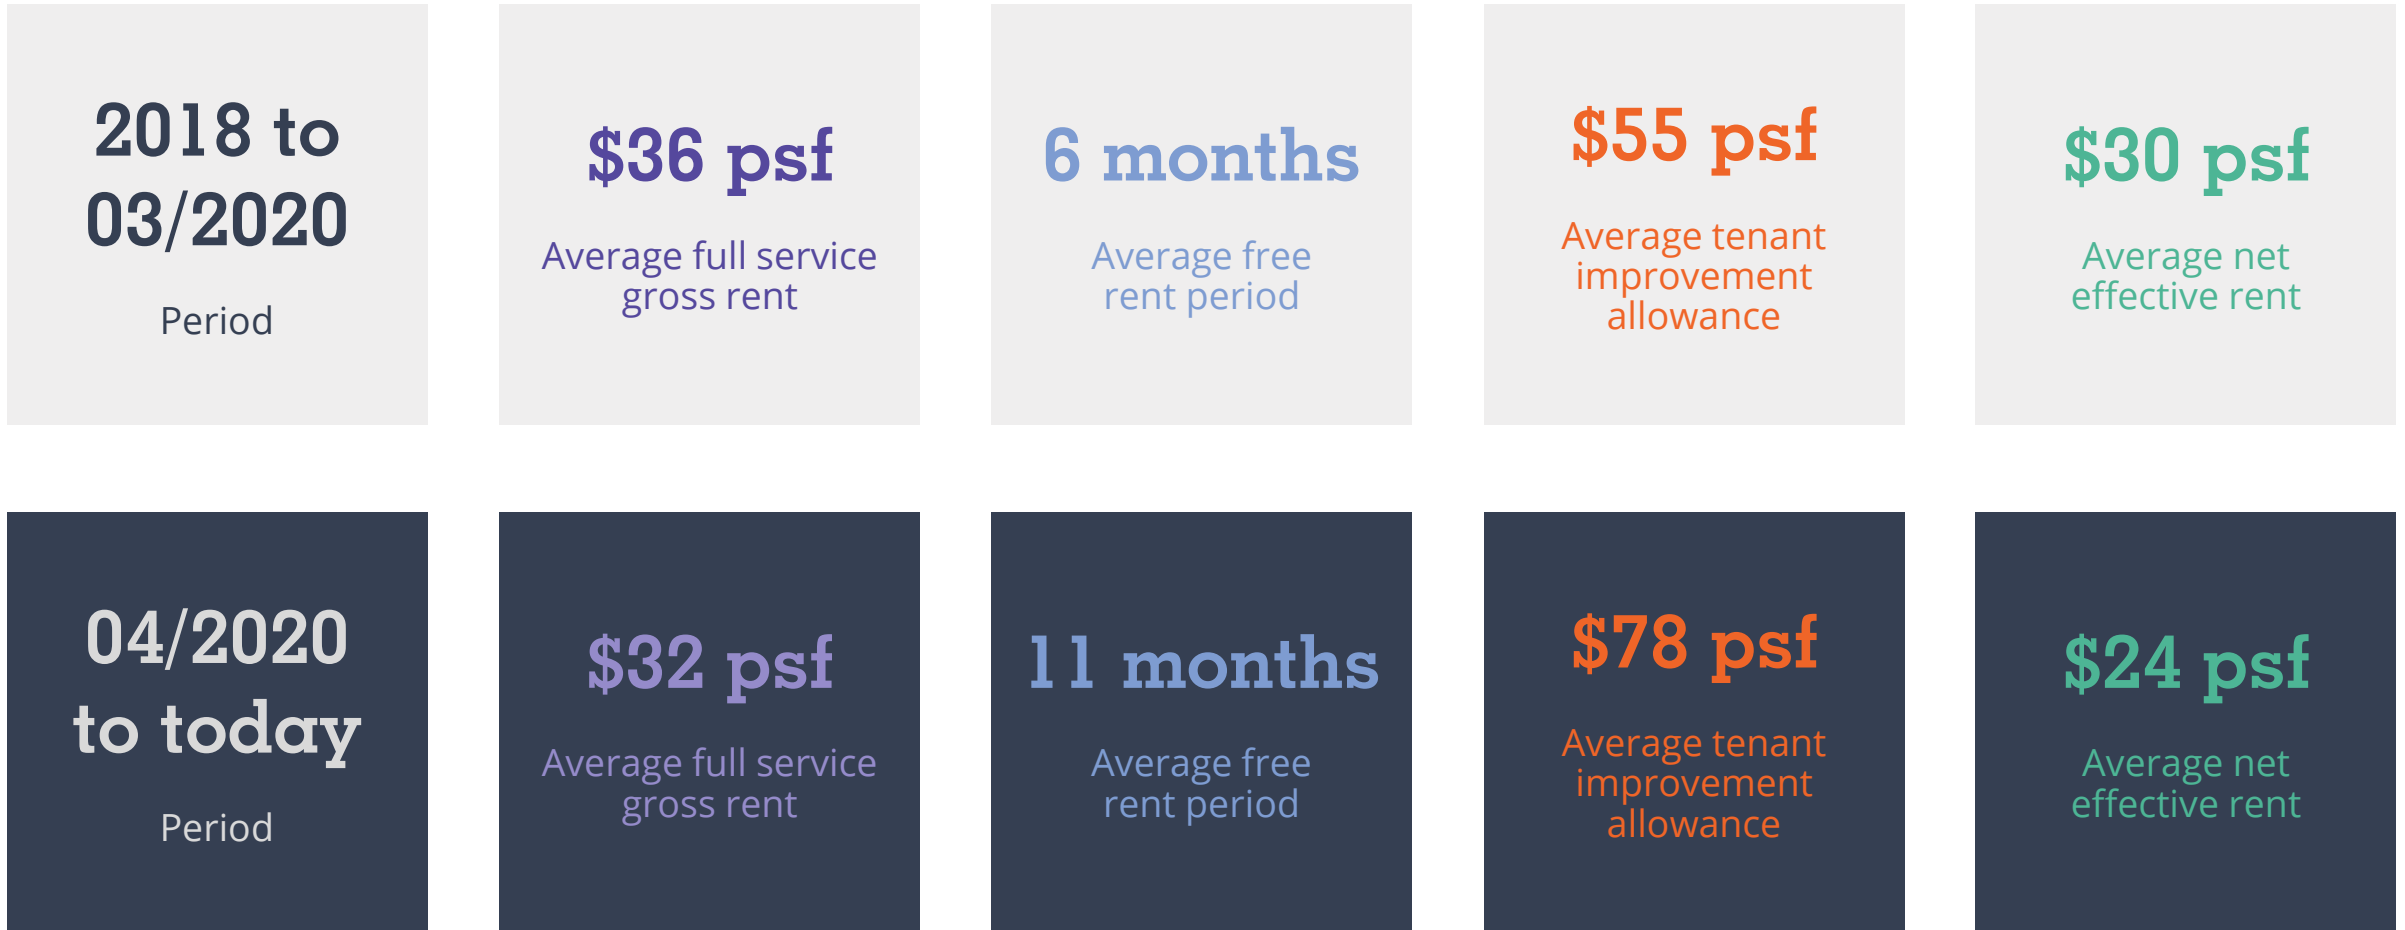 2018 to
03/2020
Period
$36 psf
Average full service
gross rent
6 months
Average free
rent period
$55 psf
Average tenant
improvement
allowance
$30 psf
Average net
effective rent
04/2020
to today
Period
$32 psf
Average full service
gross rent
11 months
Average free
rent period
$78 psf
Average tenant
improvement
allowance
$24 psf
Average net
effective rent